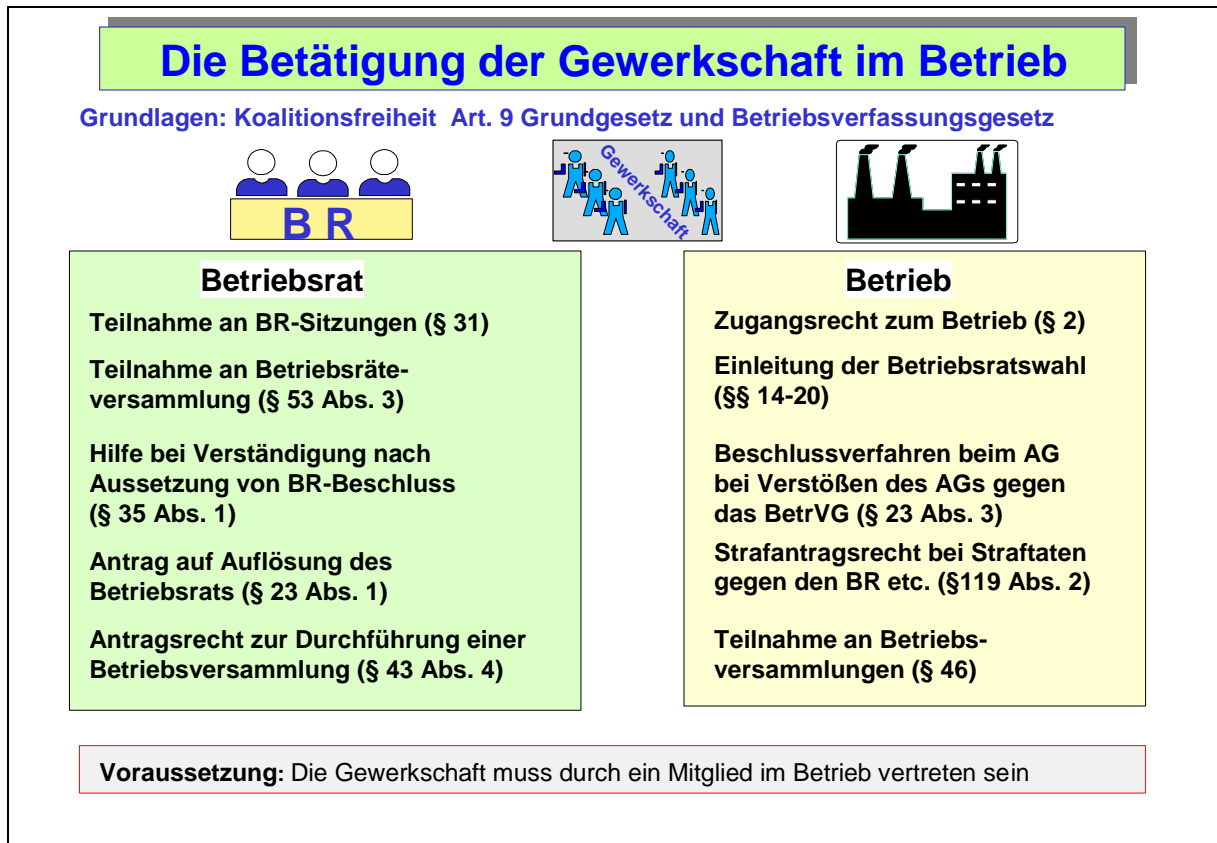 Die Betätigung der Gewerkschaft im Betrieb
Grundlagen: Koalitionsfreiheit Art. 9 Grundgesetz und Betriebsverfassungsgesetz
B R
Gewerkschaft
Betriebsrat
Teilnahme an BR-Sitzungen (§ 31)
Teilnahme an Betriebsräte-
versammlung (§ 53 Abs. 3)
Hilfe bei Verständigung nach
Aussetzung von BR-Beschluss
(§ 35 Abs. 1)
Antrag auf Auflösung des
Betriebsrats (§ 23 Abs. 1)
Antragsrecht zur Durchführung einer
Betriebsversammlung (§ 43 Abs. 4)
Betrieb
Zugangsrecht zum Betrieb (§ 2)
Einleitung der Betriebsratswahl
(§§ 14-20)
Beschlussverfahren beim AG
bei Verstößen des AGs gegen
das BetrVG (§ 23 Abs. 3)
Strafantragsrecht bei Straftaten
gegen den BR etc. (§119 Abs. 2)
Teilnahme an Betriebs-
versammlungen (§ 46)
Voraussetzung: Die Gewerkschaft muss durch ein Mitglied im Betrieb vertreten sein